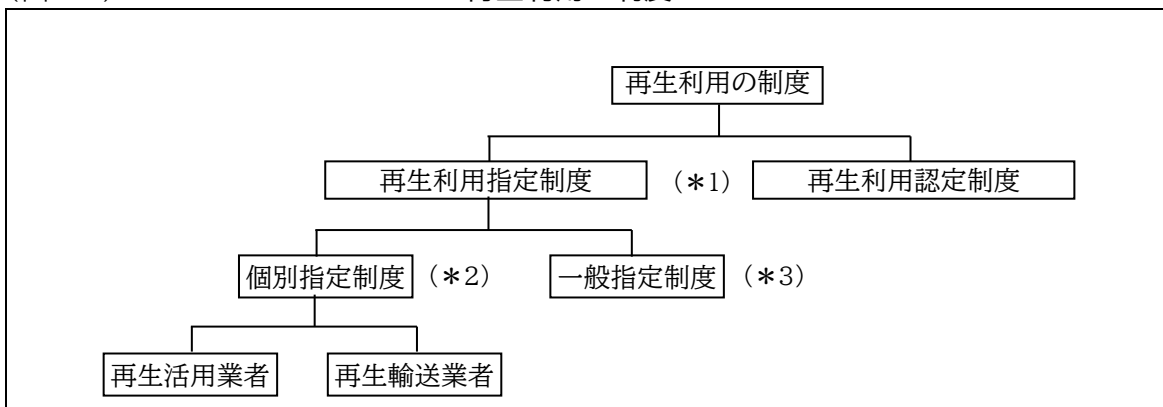 再生利用の制度
再生利用指定制度 (＊1) 再生利用認定制度
個別指定制度 (＊2) 一般指定制度 (＊3)
再生活用業者 再生輸送業者